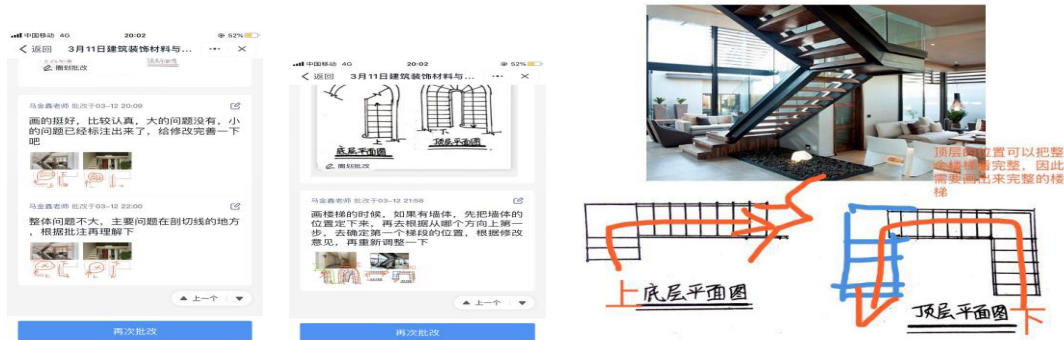 中国移动 4G 20:02 52%
返回 3月11日建筑装饰材料与...
圈划批改
马金鑫老师 批改于03-12 20:09
画的挺好，比较认真，大的问题没有，小
的问题已经标注出来了，给修改完善一下
吧
马金鑫老师 批改于03-12 22:00
整体问题不大，主要问题在剖切线的地方
，根据批注再理解下
上一个
再次批改
中国移动 4G 20:02 52%
返回 3月11日建筑装饰材料与...
上
下
底层平面图
顶层平面图
圈划批改
马金鑫老师 批改于03-12 21:58
画楼梯的时候，如果有墙体，先把墙体的
位置定下来，再去根据从哪个方向上第一
步，去确定第一个梯段的位置，根据修改
意见，再重新调整一下
上一个
再次批改
顶层的位置可以把整
个楼梯看完整，因此
需要画出来完整的楼
梯
上
底层平面图
顶层平面图
下